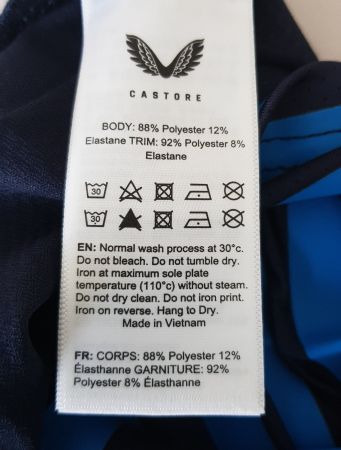 CASTORE
BODY: 88% Polyester 12%
Elastane TRIM: 92% Polyester 8%
Elastane
30
30
EN: Normal wash process at 30°c.
Do not bleach. Do not tumble dry.
Iron at maximum sole plate
temperature (110°c) without steam.
Do not dry clean. Do not iron print.
Iron on reverse. Hang to Dry.
Made in Vietnam
FR: CORPS: 88% Polyester 12%
Élasthanne GARNITURE: 92%
Polyester 8% Élasthanne